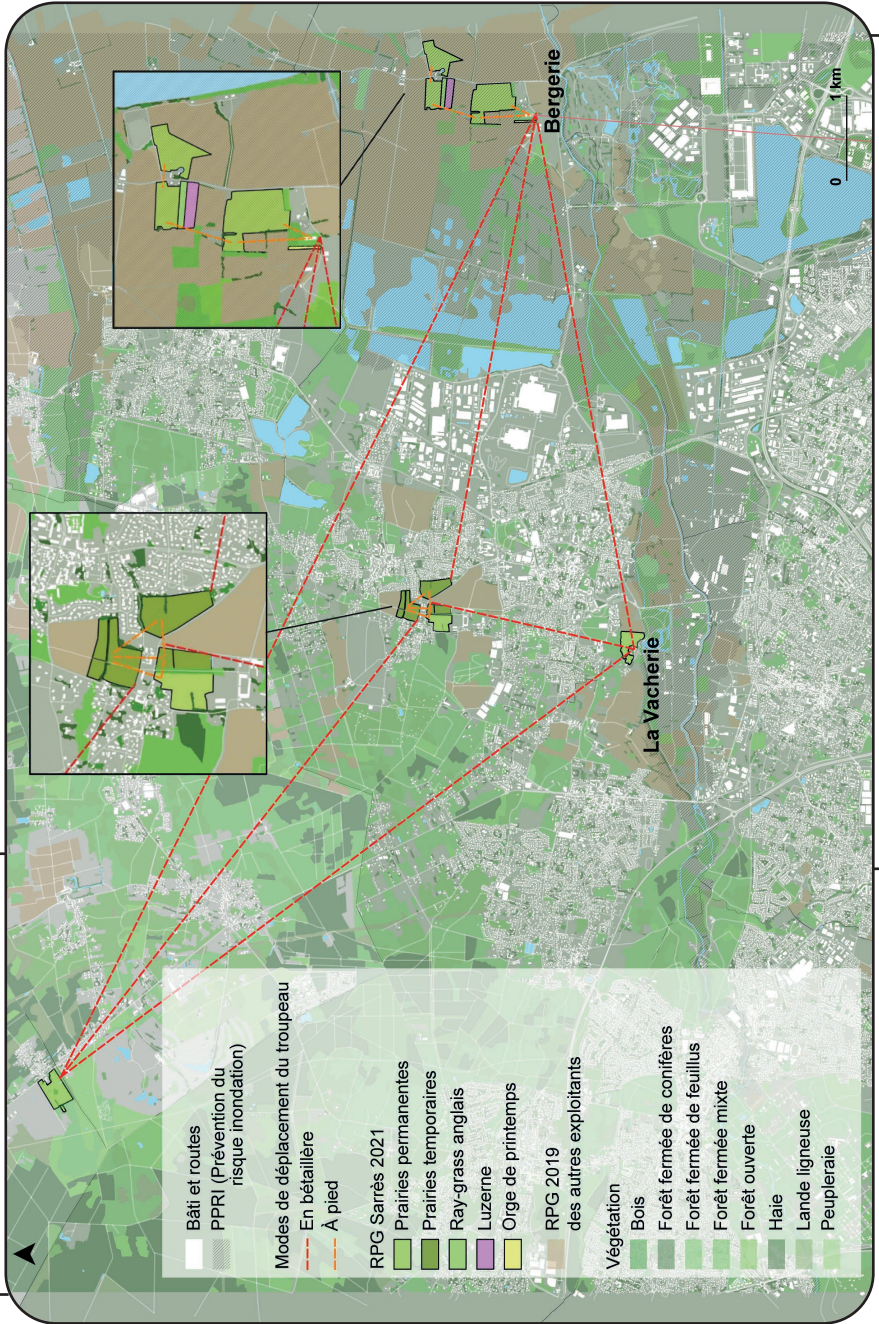 Bâti et routes
PPRI (Prévention du
risque inondation)
Modes de déplacement du troupeau
En bétaillère
À pied
RPG Sarrés 2021
Prairies permanentes
Prairies temporaires
Ray-grass anglais
Luzerne
Orge de printemps
RPG 2019
des autres exploitants
Végétation
Bois
Forêt fermée de conifères
Forêt fermée de feuillus
Forêt fermée mixte
Forêt ouverte
Haie
Lande ligneuse
Peupleraie
La Vacherie
Bergerie
0
1 km